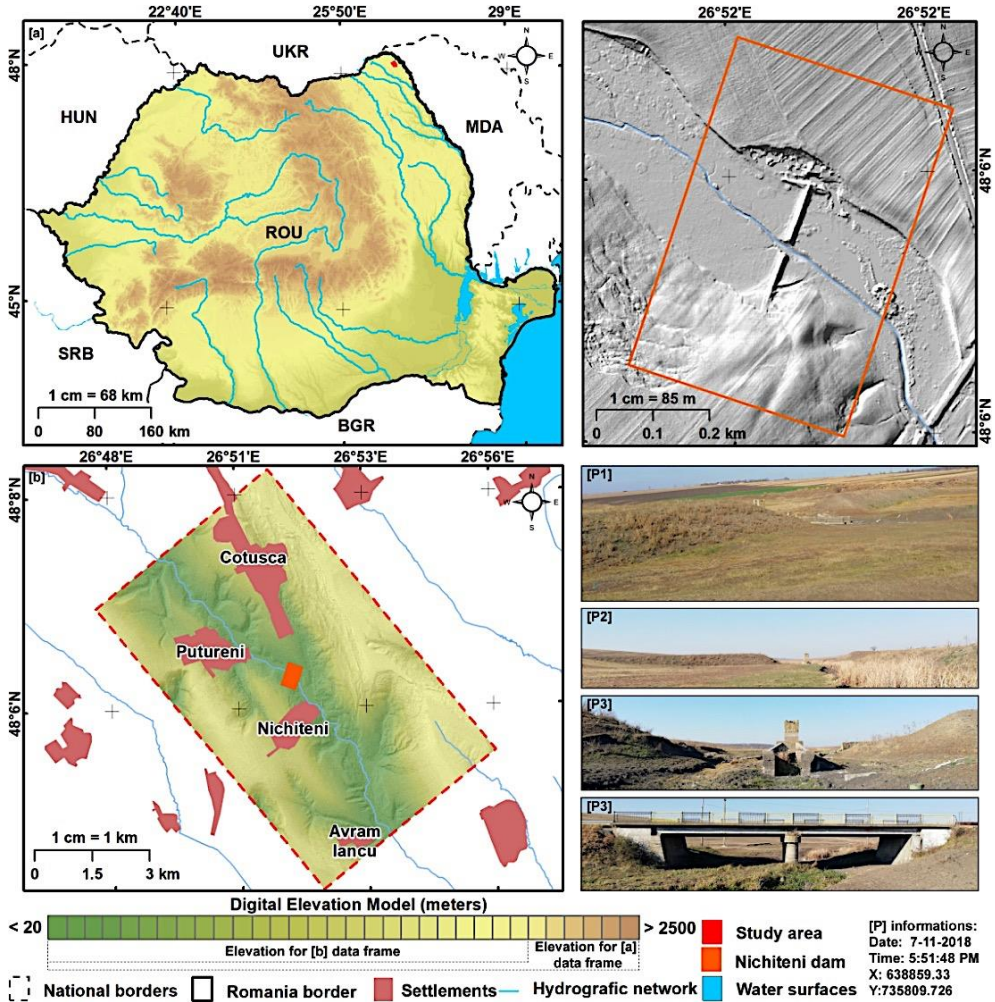 22°40'E
25°50'E
29°E
[a]
48°N
45°N
UKR
HUN
MDA
ROU
SRB
BGR
N
W
E
S
1 cm = 68 km
0 80 160 km
26°52'E
26°52'E
48°6'N
48°6'N
N
W
E
S
1 cm = 85 m
0 0.1 0.2 km
26°48'E
26°51'E
26°53'E
26°56'E
[b]
48°8'N
48°6'N
N
W
E
S
Cotusca
Putureni
Nichiteni
Avram
Iancu
1 cm = 1 km
0 1.5 3 km
[P1]
[P2]
[P3]
[P3]
Digital Elevation Model (meters)
< 20
> 2500
Elevation for [b] data frame
Elevation for [a]
data frame
Study area
Nichiteni dam
National borders
Romania border
Settlements
Hydrografic network
Water surfaces
[P] informations:
Date: 7-11-2018
Time: 5:51:48 PM
X: 638859.33
Y:735809.726